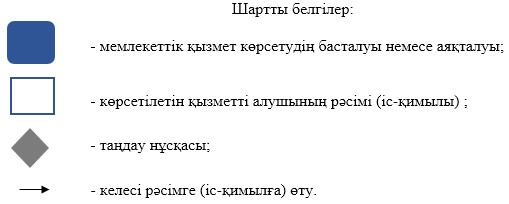 Шартты белгілер:
- мемлекеттік қызмет көрсетудің басталуы немесе аяқталуы;
- көрсетілетін қызметті алушының рәсімі (іс-қимылы) ;
- таңдау нұсқасы;
- келесі рәсімге (іс-қимылға) өту.